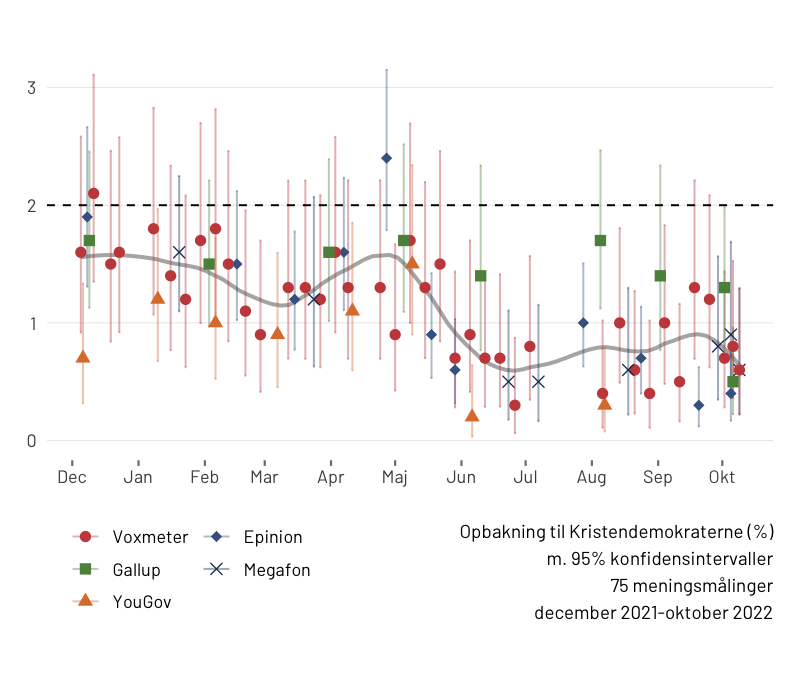 3
2
1
0
Dec Jan Feb Mar Apr Maj Jun Jul Aug Sep Okt
Voxmeter Epinion
Gallup Megafon
YouGov
Opbakning til Kristendemokraterne (%)
m. 95% konfidensintervaller
75 meningsmålinger
december 2021-oktober 2022